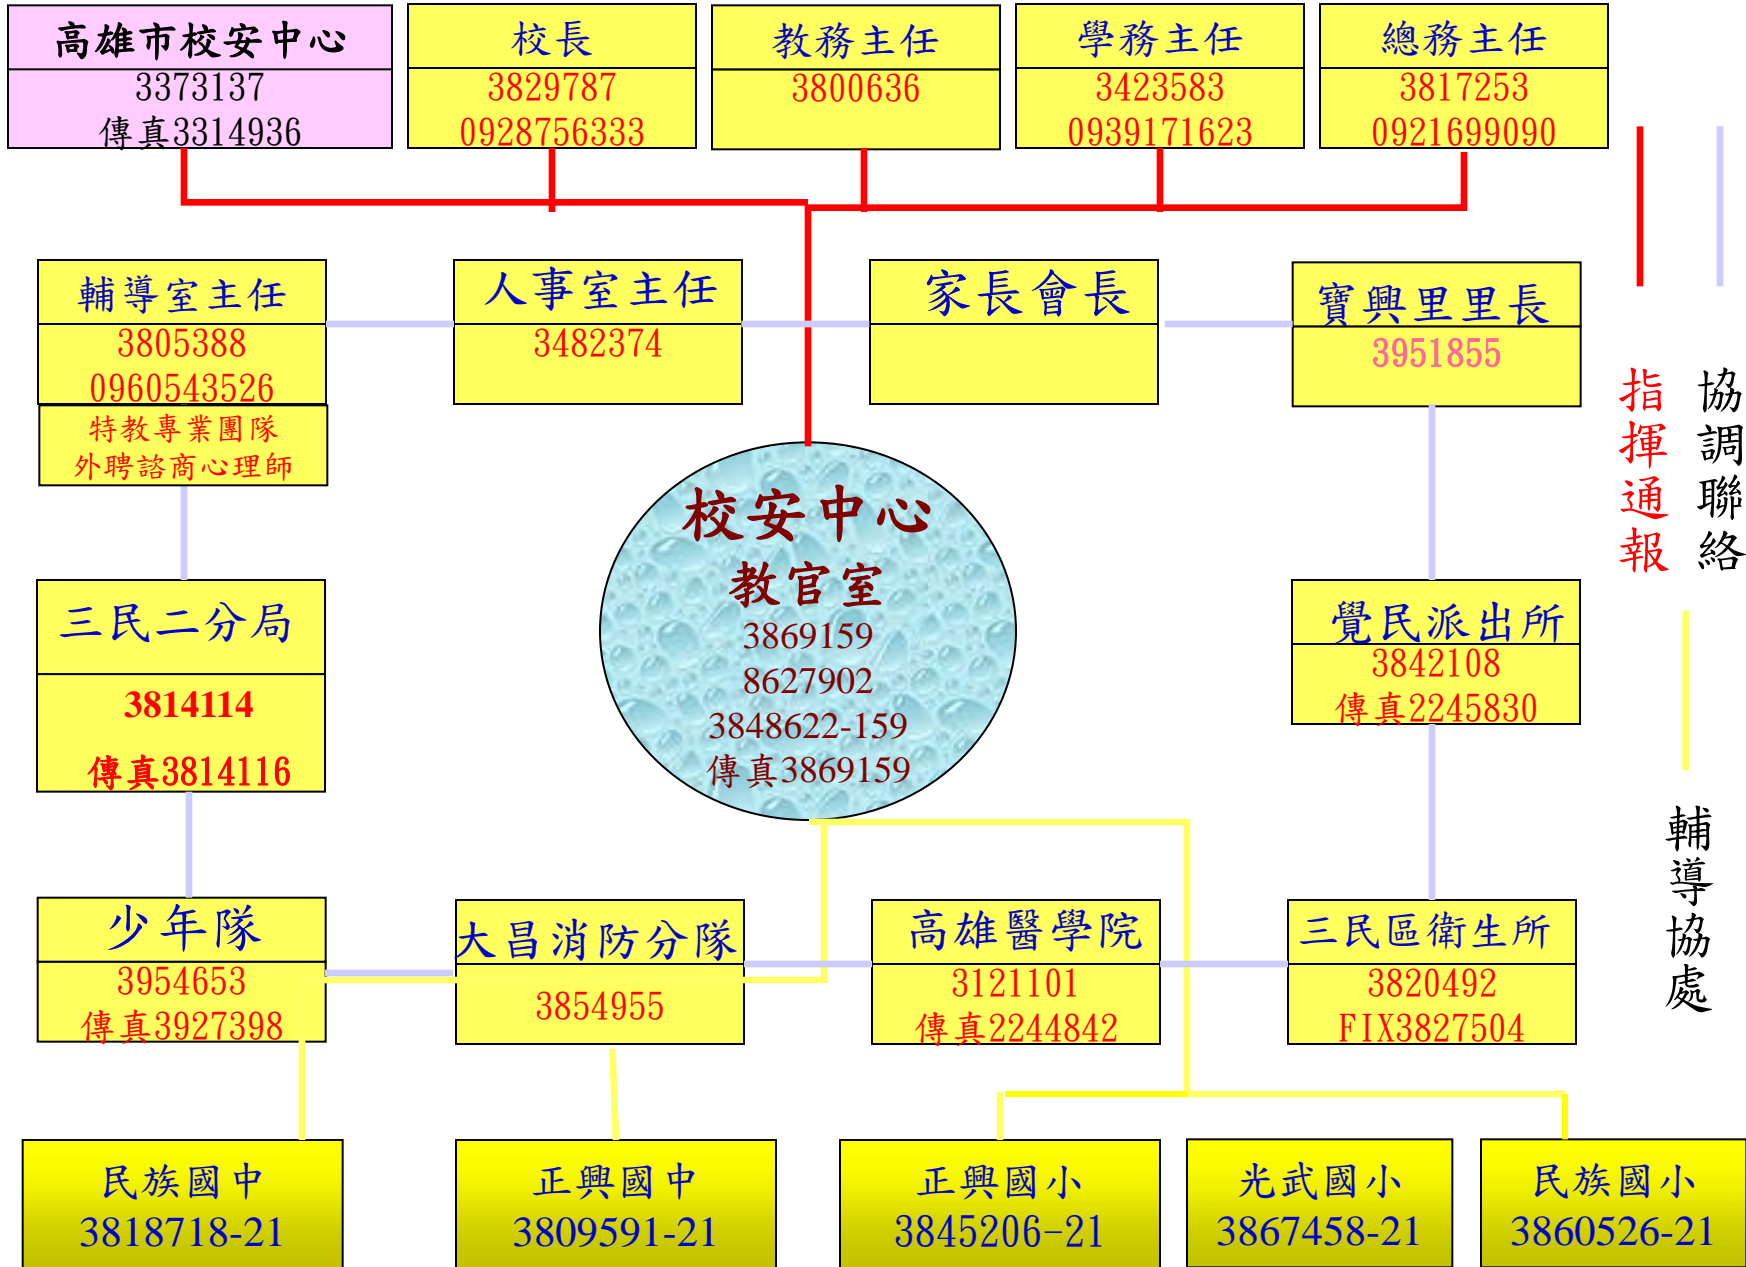 高雄市校安中心
3373137
傳真3314936
校長
3829787
0928756333
教務主任
3800636
學務主任
3423583
0939171623
總務主任
3817253
0921699090
輔導室主任
3805388
0960543526
特教專業團隊
外聘諮商心理師
人事室主任
3482374
家長會長
寶興里里長
3951855
指揮通報
協調聯絡
校安中心
教官室
3869159
8627902
3848622-159
傳真3869159
三民二分局
3814114
傳真3814116
覺民派出所
3842108
傳真2245830
輔導協處
少年隊
3954653
傳真3927398
大昌消防分隊
3854955
高雄醫學院
3121101
傳真2244842
三民區衛生所
3820492
FIX3827504
民族國中
3818718-21
正興國中
3809591-21
正興國小
3845206-21
光武國小
3867458-21
民族國小
3860526-21